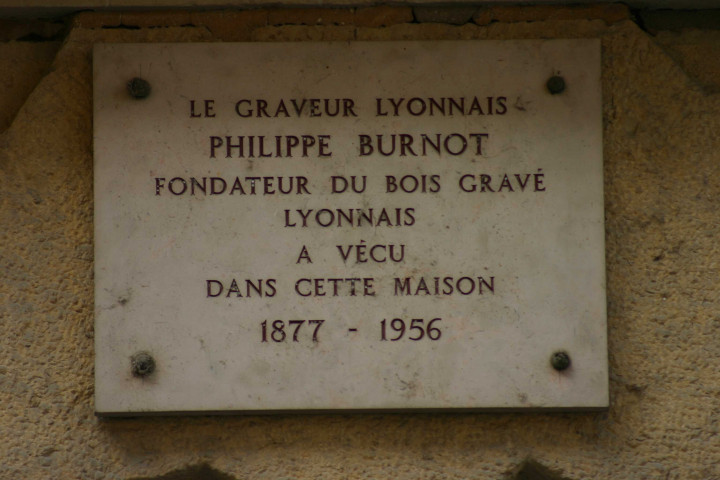 LE GRAVEUR LYONNAIS
PHILIPPE BURNOT
FONDATEUR DU BOIS GRAVÉ
LYONNAIS
A VÉCU
DANS CETTE MAISON
1877 - 1956